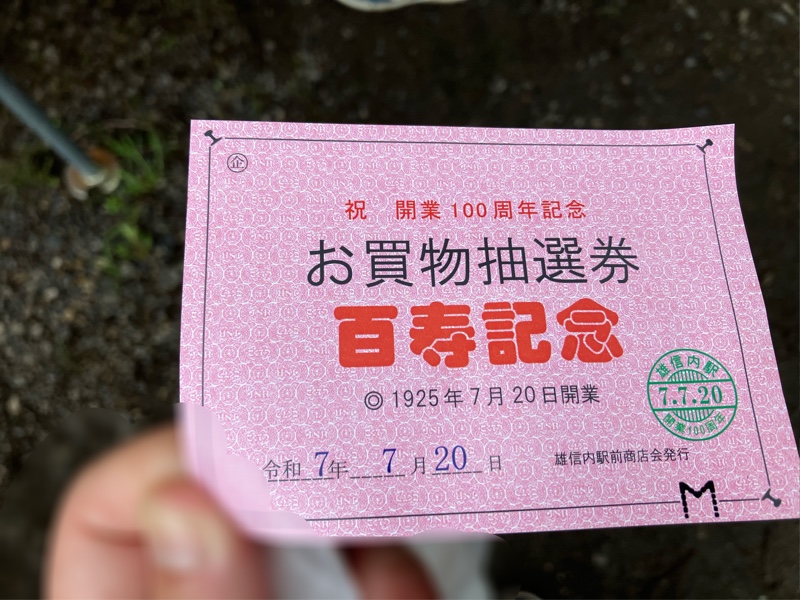 企
祝 開業100周年記念
お買物抽選券
百寿記念
◎ 1925年7月20日開業
雄信内駅
7.7.20
開業100周年
令和 7年 7月20日
雄信内駅前商店会発行
M